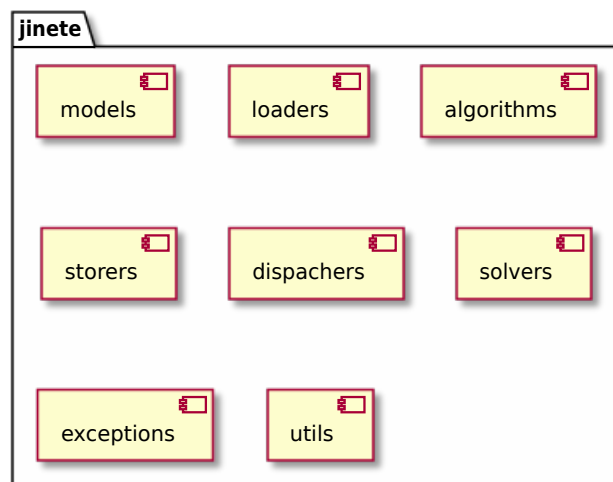 jinete
models
loaders
algorithms
storers
dispachers
solvers
exceptions
utils